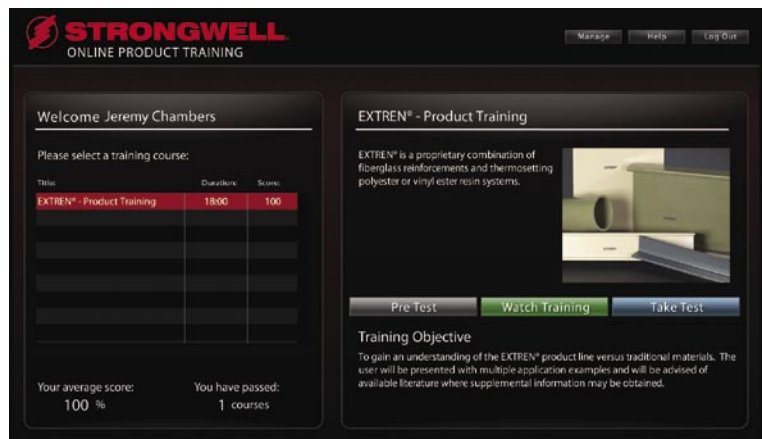 STRONGWELL
ONLINE PRODUCT TRAINING
Manage Help Log Out
Welcome Jeremy Chambers
Please select a training course:
Title: Duration: Score:
EXTREN® - Product Training 18:00 100
Your average score: You have passed:
100 % 1 courses
EXTREN® - Product Training
EXTREN® is a proprietary combination of
fiberglass reinforcements and thermosetting
polyester or vinyl ester resin systems.
Pre Test Watch Training Take Test
Training Objective
To gain an understanding of the EXTREN® product line versus traditional materials. The
user will be presented with multiple application examples and will be advised of
available literature where supplemental information may be obtained.